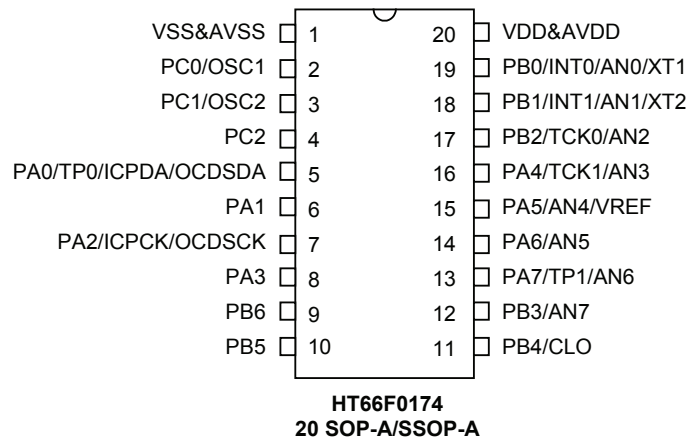 VSS&AVSS 1 20 VDD&AVDD
PC0/OSC1 2 19 PB0/INT0/AN0/XT1
PC1/OSC2 3 18 PB1/INT1/AN1/XT2
PC2 4 17 PB2/TCK0/AN2
PA0/TP0/ICPDA/OCDSDA 5 16 PA4/TCK1/AN3
PA1 6 15 PA5/AN4/VREF
PA2/ICPCK/OCDSCK 7 14 PA6/AN5
PA3 8 13 PA7/TP1/AN6
PB6 9 12 PB3/AN7
PB5 10 11 PB4/CLO
HT66F0174
20 SOP-A/SSOP-A